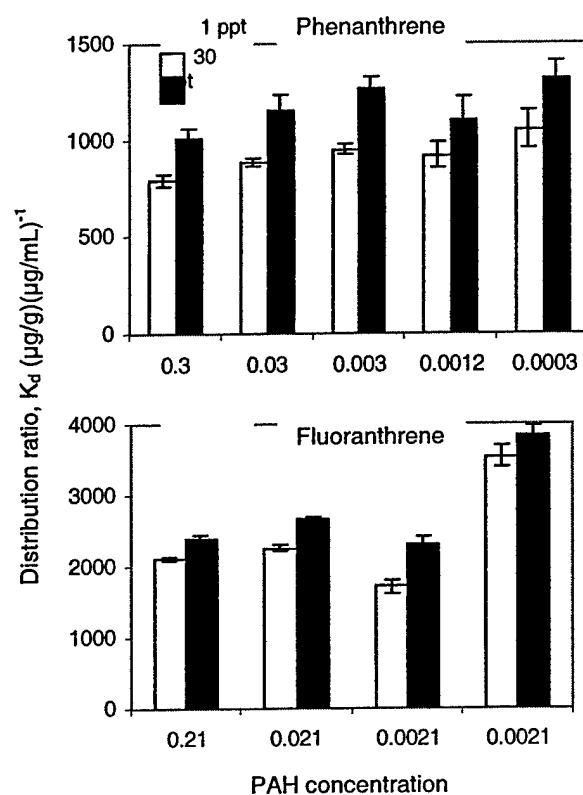 1 ppt Phenanthrene
30
t
1500
1000
500
0
0.3 0.03 0.003 0.0012 0.0003
Distribution ratio, Kd (µg/g)(µg/mL)⁻¹
Fluoranthrene
4000
3000
2000
1000
0
0.21 0.021 0.0021 0.0021
PAH concentration